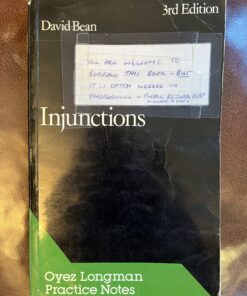 3rd Edition
David Bean
YOU ARE WELCOME TO
BORROW THIS BOOK – BUT
IT IS OFTEN NEEDED IN
EMERGENCIES – PLEASE RETURN ASAP
Injunctions
Oyez Longman
Practice Notes